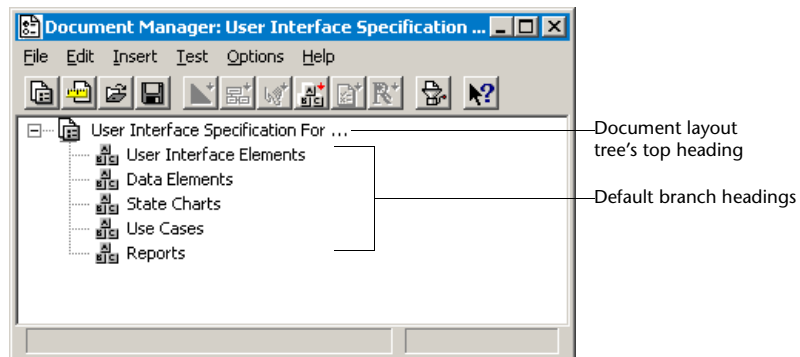 Document Manager: User Interface Specification ...
File Edit Insert Test Options Help
User Interface Specification For ...
User Interface Elements
Data Elements
State Charts
Use Cases
Reports
Document layout
tree's top heading
Default branch headings